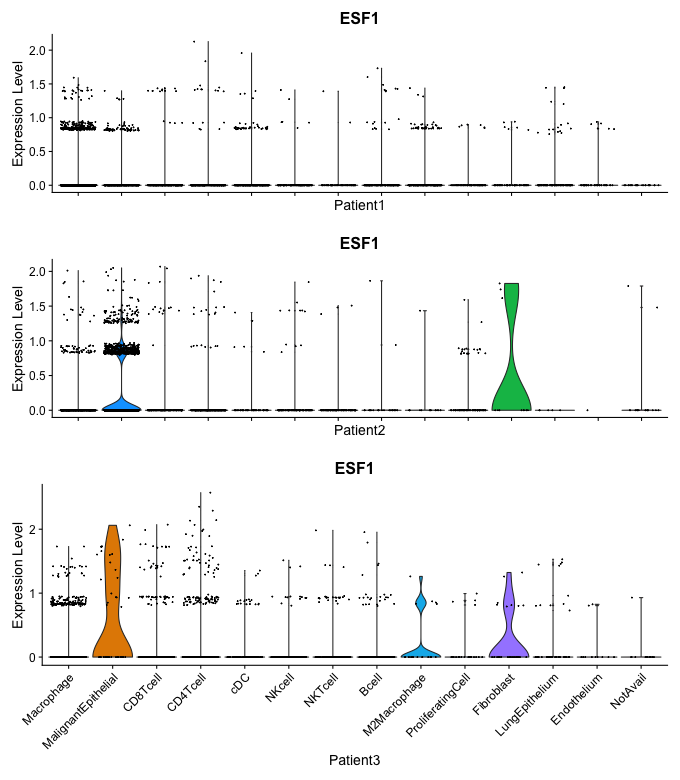 ESF1
Expression Level
2.0
1.5
1.0
0.5
0.0
Patient1
ESF1
Expression Level
2.0
1.5
1.0
0.5
0.0
Patient2
ESF1
Expression Level
2
1
0
Macrophage
MalignantEpithelial
CD8Tcell
CD4Tcell
cDC
NKcell
NKTcell
Bcell
M2Macrophage
ProliferatingCell
Fibroblast
LungEpithelium
Endothelium
NotAvail
Patient3